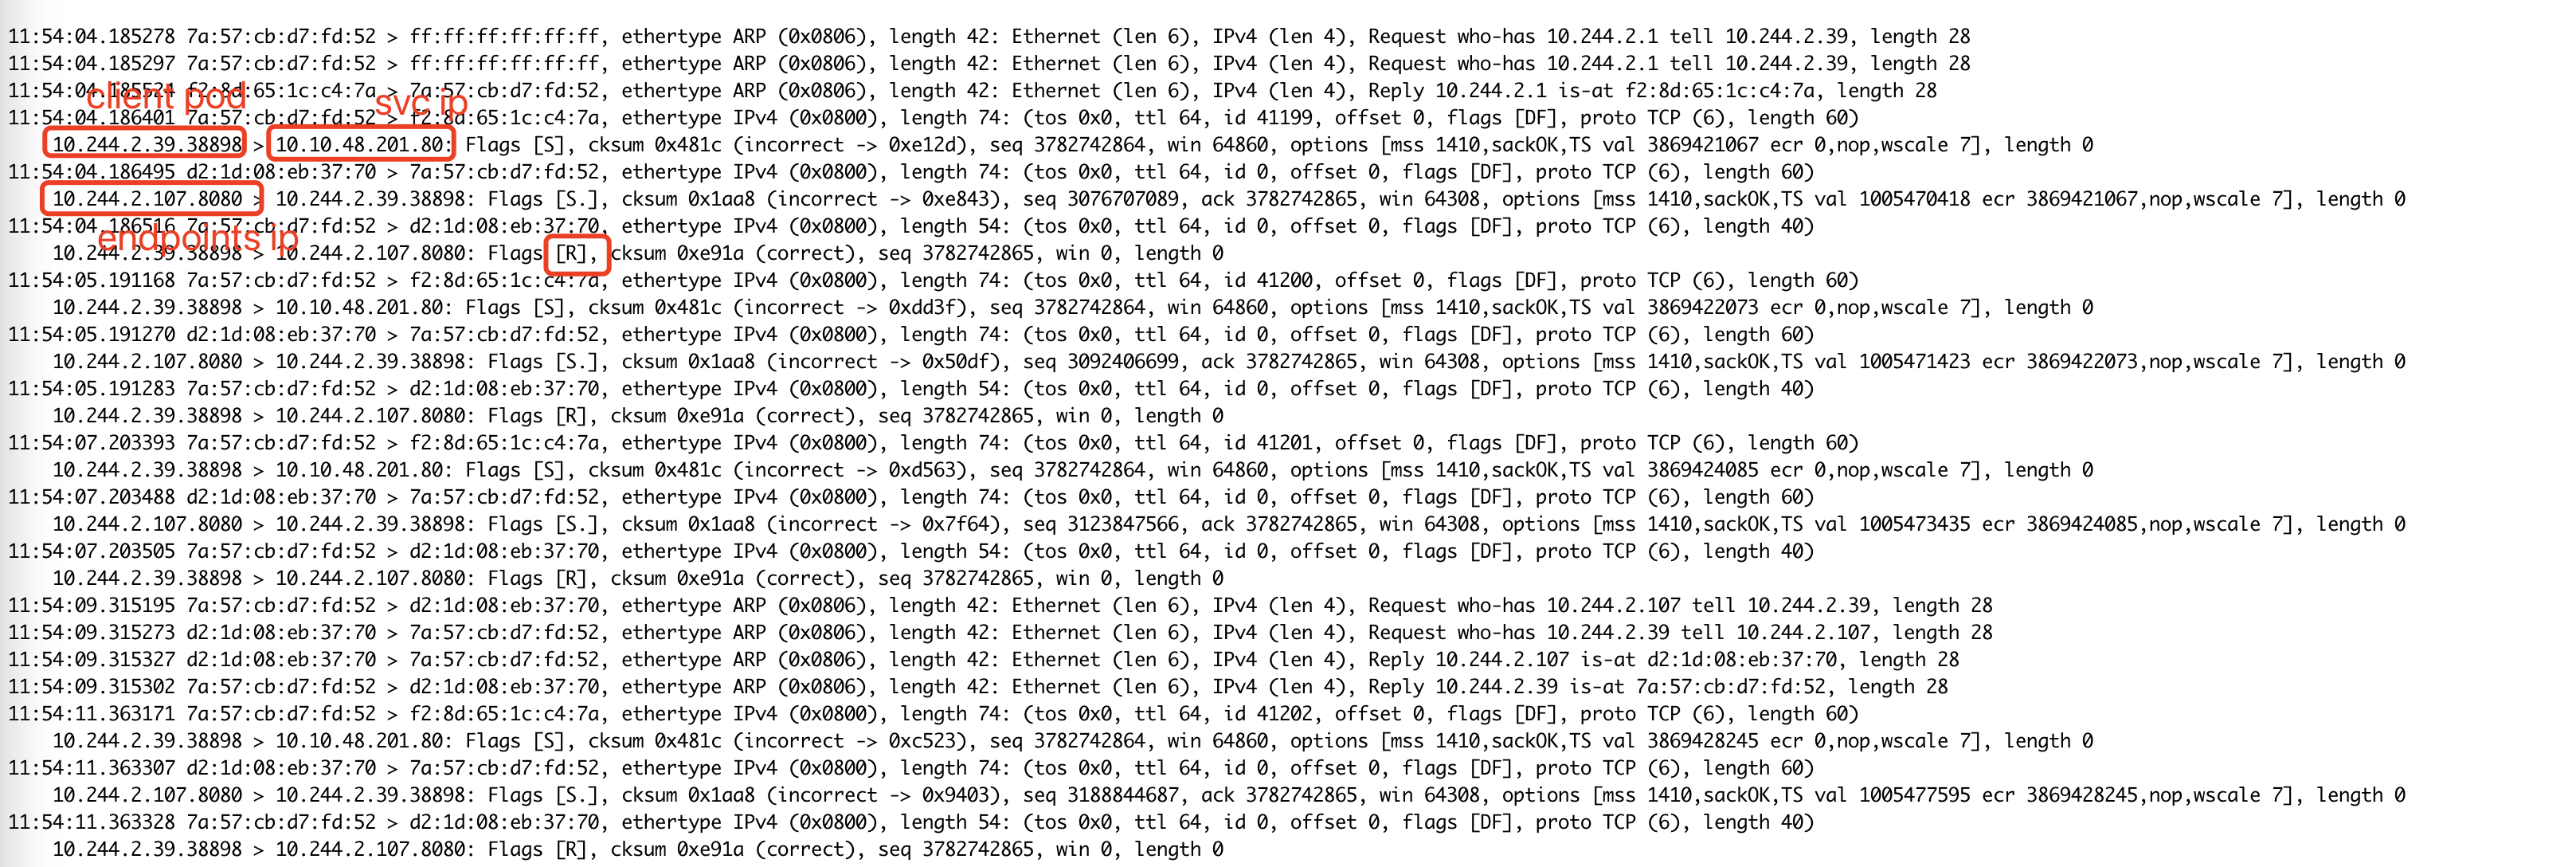 11:54:04.185278 7a:57:cb:d7:fd:52 > ff:ff:ff:ff:ff:ff, ethertype ARP (0x0806), length 42: Ethernet (len 6), IPv4 (len 4), Request who-has 10.244.2.1 tell 10.244.2.39, length 28
11:54:04.185297 7a:57:cb:d7:fd:52 > ff:ff:ff:ff:ff:ff, ethertype ARP (0x0806), length 42: Ethernet (len 6), IPv4 (len 4), Request who-has 10.244.2.1 tell 10.244.2.39, length 28
11:54:04.185524 f2:8d:65:1c:c4:7a > 7a:57:cb:d7:fd:52, ethertype ARP (0x0806), length 42: Ethernet (len 6), IPv4 (len 4), Reply 10.244.2.1 is-at f2:8d:65:1c:c4:7a, length 28
client pod
svc ip
11:54:04.186401 7a:57:cb:d7:fd:52 > f2:8d:65:1c:c4:7a, ethertype IPv4 (0x0800), length 74: (tos 0x0, ttl 64, id 41199, offset 0, flags [DF], proto TCP (6), length 60)
10.244.2.39.38898 > 10.10.48.201.80: Flags [S], cksum 0x481c (incorrect -> 0xe12d), seq 3782742864, win 64860, options [mss 1410,sackOK,TS val 3869421067 ecr 0,nop,wscale 7], length 0
11:54:04.186495 d2:1d:08:eb:37:70 > 7a:57:cb:d7:fd:52, ethertype IPv4 (0x0800), length 74: (tos 0x0, ttl 64, id 0, offset 0, flags [DF], proto TCP (6), length 60)
10.244.2.107.8080 > 10.244.2.39.38898: Flags [S.], cksum 0x1aa8 (incorrect -> 0xe843), seq 3076707089, ack 3782742865, win 64308, options [mss 1410,sackOK,TS val 1005470418 ecr 3869421067,nop,wscale 7], length 0
11:54:04.186516 7a:57:cb:d7:fd:52 > d2:1d:08:eb:37:70, ethertype IPv4 (0x0800), length 54: (tos 0x0, ttl 64, id 0, offset 0, flags [DF], proto TCP (6), length 40)
endpoints ip
10.244.2.39.38898 > 10.244.2.107.8080: Flags [R], cksum 0xe91a (correct), seq 3782742865, win 0, length 0
11:54:05.191168 7a:57:cb:d7:fd:52 > f2:8d:65:1c:c4:7a, ethertype IPv4 (0x0800), length 74: (tos 0x0, ttl 64, id 41200, offset 0, flags [DF], proto TCP (6), length 60)
10.244.2.39.38898 > 10.10.48.201.80: Flags [S], cksum 0x481c (incorrect -> 0xdd3f), seq 3782742864, win 64860, options [mss 1410,sackOK,TS val 3869422073 ecr 0,nop,wscale 7], length 0
11:54:05.191270 d2:1d:08:eb:37:70 > 7a:57:cb:d7:fd:52, ethertype IPv4 (0x0800), length 74: (tos 0x0, ttl 64, id 0, offset 0, flags [DF], proto TCP (6), length 60)
10.244.2.107.8080 > 10.244.2.39.38898: Flags [S.], cksum 0x1aa8 (incorrect -> 0x50df), seq 3092406699, ack 3782742865, win 64308, options [mss 1410,sackOK,TS val 1005471423 ecr 3869422073,nop,wscale 7], length 0
11:54:05.191283 7a:57:cb:d7:fd:52 > d2:1d:08:eb:37:70, ethertype IPv4 (0x0800), length 54: (tos 0x0, ttl 64, id 0, offset 0, flags [DF], proto TCP (6), length 40)
10.244.2.39.38898 > 10.244.2.107.8080: Flags [R], cksum 0xe91a (correct), seq 3782742865, win 0, length 0
11:54:07.203393 7a:57:cb:d7:fd:52 > f2:8d:65:1c:c4:7a, ethertype IPv4 (0x0800), length 74: (tos 0x0, ttl 64, id 41201, offset 0, flags [DF], proto TCP (6), length 60)
10.244.2.39.38898 > 10.10.48.201.80: Flags [S], cksum 0x481c (incorrect -> 0xd563), seq 3782742864, win 64860, options [mss 1410,sackOK,TS val 3869424085 ecr 0,nop,wscale 7], length 0
11:54:07.203488 d2:1d:08:eb:37:70 > 7a:57:cb:d7:fd:52, ethertype IPv4 (0x0800), length 74: (tos 0x0, ttl 64, id 0, offset 0, flags [DF], proto TCP (6), length 60)
10.244.2.107.8080 > 10.244.2.39.38898: Flags [S.], cksum 0x1aa8 (incorrect -> 0x7f64), seq 3123847566, ack 3782742865, win 64308, options [mss 1410,sackOK,TS val 1005473435 ecr 3869424085,nop,wscale 7], length 0
11:54:07.203505 7a:57:cb:d7:fd:52 > d2:1d:08:eb:37:70, ethertype IPv4 (0x0800), length 54: (tos 0x0, ttl 64, id 0, offset 0, flags [DF], proto TCP (6), length 40)
10.244.2.39.38898 > 10.244.2.107.8080: Flags [R], cksum 0xe91a (correct), seq 3782742865, win 0, length 0
11:54:09.315195 7a:57:cb:d7:fd:52 > d2:1d:08:eb:37:70, ethertype ARP (0x0806), length 42: Ethernet (len 6), IPv4 (len 4), Request who-has 10.244.2.107 tell 10.244.2.39, length 28
11:54:09.315273 d2:1d:08:eb:37:70 > 7a:57:cb:d7:fd:52, ethertype ARP (0x0806), length 42: Ethernet (len 6), IPv4 (len 4), Request who-has 10.244.2.39 tell 10.244.2.107, length 28
11:54:09.315327 d2:1d:08:eb:37:70 > 7a:57:cb:d7:fd:52, ethertype ARP (0x0806), length 42: Ethernet (len 6), IPv4 (len 4), Reply 10.244.2.107 is-at d2:1d:08:eb:37:70, length 28
11:54:09.315302 7a:57:cb:d7:fd:52 > d2:1d:08:eb:37:70, ethertype ARP (0x0806), length 42: Ethernet (len 6), IPv4 (len 4), Reply 10.244.2.39 is-at 7a:57:cb:d7:fd:52, length 28
11:54:11.363171 7a:57:cb:d7:fd:52 > f2:8d:65:1c:c4:7a, ethertype IPv4 (0x0800), length 74: (tos 0x0, ttl 64, id 41202, offset 0, flags [DF], proto TCP (6), length 60)
10.244.2.39.38898 > 10.10.48.201.80: Flags [S], cksum 0x481c (incorrect -> 0xc523), seq 3782742864, win 64860, options [mss 1410,sackOK,TS val 3869428245 ecr 0,nop,wscale 7], length 0
11:54:11.363307 d2:1d:08:eb:37:70 > 7a:57:cb:d7:fd:52, ethertype IPv4 (0x0800), length 74: (tos 0x0, ttl 64, id 0, offset 0, flags [DF], proto TCP (6), length 60)
10.244.2.107.8080 > 10.244.2.39.38898: Flags [S.], cksum 0x1aa8 (incorrect -> 0x9403), seq 3188844687, ack 3782742865, win 64308, options [mss 1410,sackOK,TS val 1005477595 ecr 3869428245,nop,wscale 7], length 0
11:54:11.363328 7a:57:cb:d7:fd:52 > d2:1d:08:eb:37:70, ethertype IPv4 (0x0800), length 54: (tos 0x0, ttl 64, id 0, offset 0, flags [DF], proto TCP (6), length 40)
10.244.2.39.38898 > 10.244.2.107.8080: Flags [R], cksum 0xe91a (correct), seq 3782742865, win 0, length 0